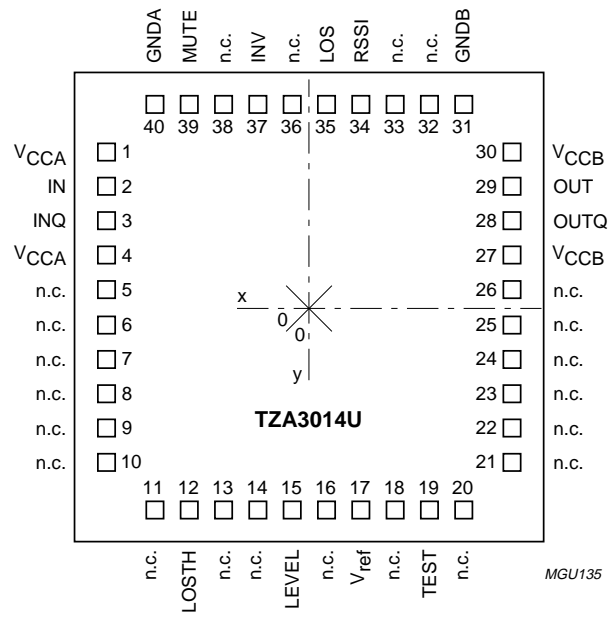 GNDA MUTE n.c. INV n.c. LOS RSSI n.c. n.c. GNDB
40 39 38 37 36 35 34 33 32 31
VCCA 1 30 VCCB
IN 2 29 OUT
INQ 3 28 OUTQ
VCCA 4 27 VCCB
n.c. 5 26 n.c.
x
n.c. 6 0 25 n.c.
0
n.c. 7 24 n.c.
y
n.c. 8 23 n.c.
TZA3014U
n.c. 9 22 n.c.
n.c. 10 21 n.c.
11 12 13 14 15 16 17 18 19 20
n.c. LOSTH n.c. n.c. LEVEL n.c. Vref n.c. TEST n.c.
MGU135